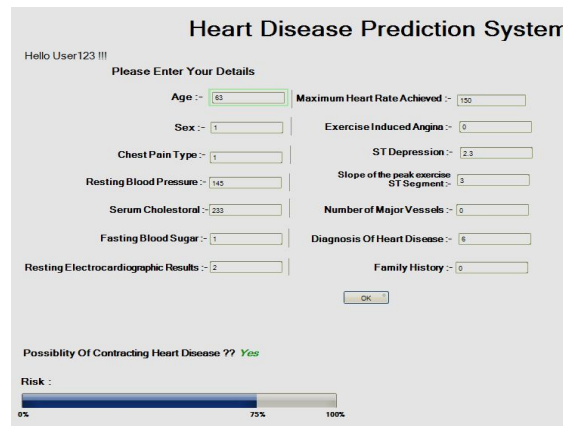 Heart Disease Prediction System
Hello User123 !!!
Please Enter Your Details
Age :- 63
Sex :- 1
Chest Pain Type :- 1
Resting Blood Pressure :- 145
Serum Cholestoral :- 233
Fasting Blood Sugar :- 1
Resting Electrocardiographic Results :- 2
Maximum Heart Rate Achieved :- 150
Exercise Induced Angina :- 0
ST Depression :- 2.3
Slope of the peak exercise
ST Segment :- 3
Number of Major Vessels :- 0
Diagnosis Of Heart Disease :- 6
Family History :- 0
OK
Possiblity Of Contracting Heart Disease ?? Yes
Risk :
0% 75% 100%